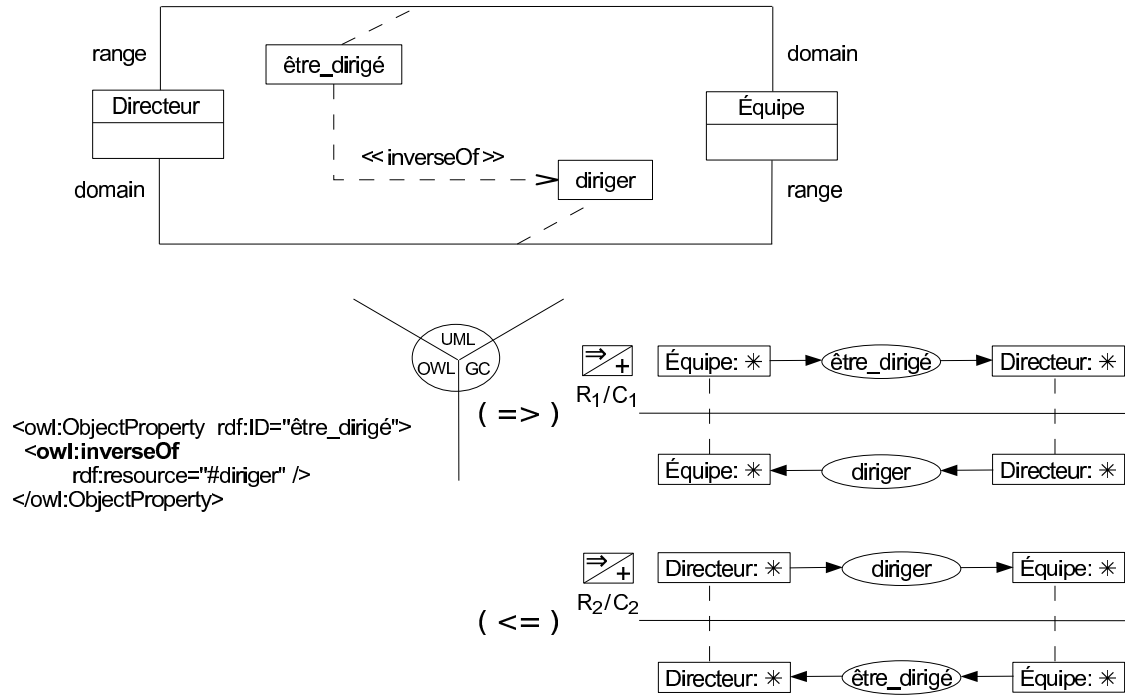 range
domain
être_dirigé
Directeur
Équipe
<< inverseOf >>
domain
diriger
range
UML
OWL GC
<owl:ObjectProperty rdf:ID="être_dirigé">
<owl:inverseOf
rdf:resource="#diriger" />
</owl:ObjectProperty>
( => )
⇒ +
R1/C1
Équipe: ✳ être_dirigé Directeur: ✳
Équipe: ✳ diriger Directeur: ✳
( <= )
⇒ +
R2/C2
Directeur: ✳ diriger Équipe: ✳
Directeur: ✳ être_dirigé Équipe: ✳